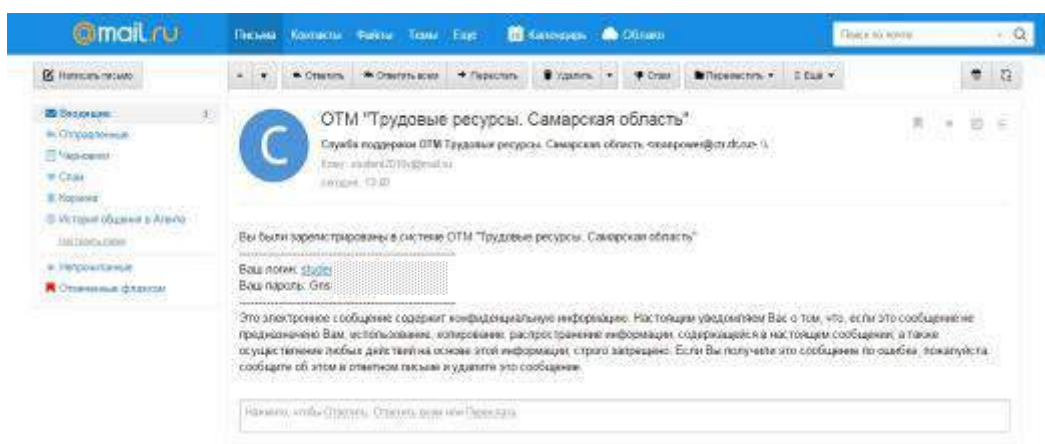 @mail.ru
Письма Контакты Файлы Темы Ещё Календарь Облако Поиск по почте
Написать письмо Ответить Ответить всем Переслать Удалить Спам Переместить Ещё
Входящие
Отправленные
Черновики
Спам
Корзина
История общения в Агенте
Непрочитанные
Отмеченные флажком
С
ОТМ "Трудовые ресурсы. Самарская область"
Служба поддержки ОТМ Трудовые ресурсы. Самарская область
Кому:
сегодня, 13:40
Вы были зарегистрированы в системе ОТМ "Трудовые ресурсы. Самарская область"
Ваш логин: studen
Ваш пароль: Gns
Это электронное сообщение содержит конфиденциальную информацию. Настоящим уведомляем Вас о том, что, если это сообщение не
предназначено Вам, использование, копирование, распространение информации, содержащейся в настоящем сообщении, а также
осуществление любых действий на основе этой информации, строго запрещено. Если Вы получили это сообщение по ошибке, пожалуйста,
сообщите об этом в ответном письме и удалите это сообщение.
Нажмите, чтобы Ответить, Ответить всем или Переслать